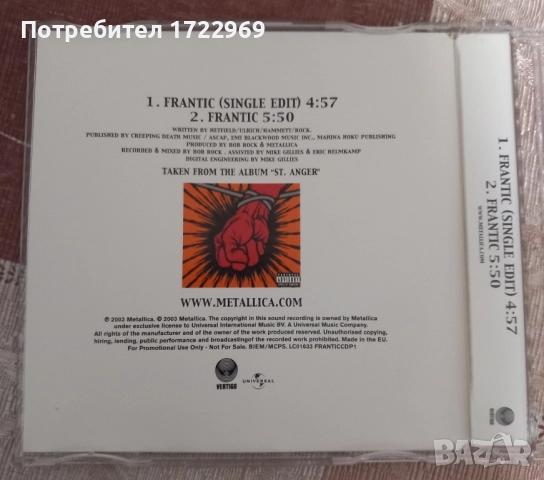 Потребител 1722969
1. FRANTIC (SINGLE EDIT) 4:57
2. FRANTIC 5:50
WRITTEN BY HETFIELD/ULRICH/HAMMETT/ROCK.
PUBLISHED BY CREEPING DEATH MUSIC / ASCAP, EMI BLACKWOOD MUSIC INC., MAHINA HOKU PUBLISHING
PRODUCED BY BOB ROCK & METALLICA
RECORDED & MIXED BY BOB ROCK. ASSISTED BY MIKE GILLIES & ERIC HELMKAMP
DIGITAL ENGINEERING BY MIKE GILLIES
TAKEN FROM THE ALBUM "ST. ANGER"
WWW.METALLICA.COM
℗ 2003 Metallica. © 2003 Metallica. The copyright in this sound recording is owned by Metallica
under exclusive license to Universal International Music BV. A Universal Music Company.
All rights of the manufacturer and of the owner of the work produced reserved. Unauthorised copying,
hiring, lending, public performance and broadcasting of the recorded work prohibited. Made in the EU.
For Promotional Use Only - Not For Sale. BIEM/MCPS. LC01633 FRANTICCDP1
VERTIGO
UNIVERSAL
1. FRANTIC (SINGLE EDIT) 4:57
2. FRANTIC 5:50
WWW.METALLICA.COM
VERTIGO
BAZAR